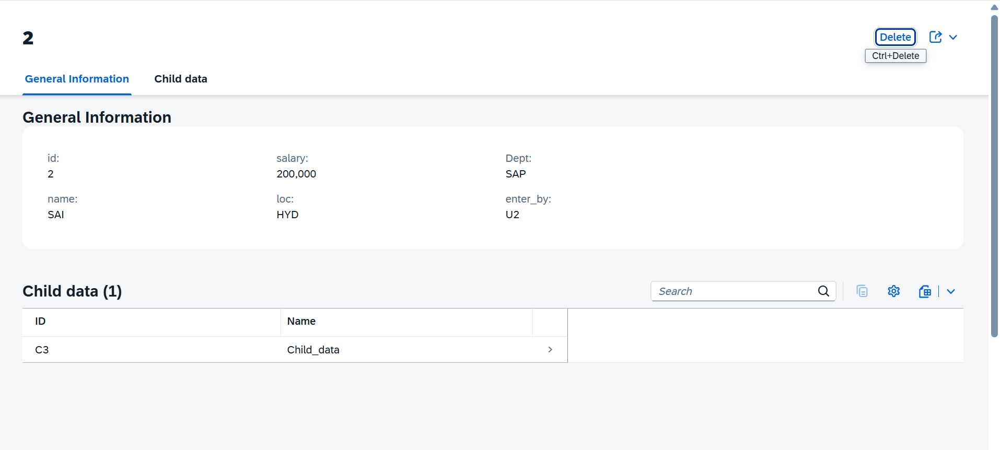 2
Delete
Ctrl+Delete
General Information Child data
General Information
id: salary: Dept:
2 200,000 SAP
name: loc: enter_by:
SAI HYD U2
Child data (1) Search
ID Name
C3 Child_data